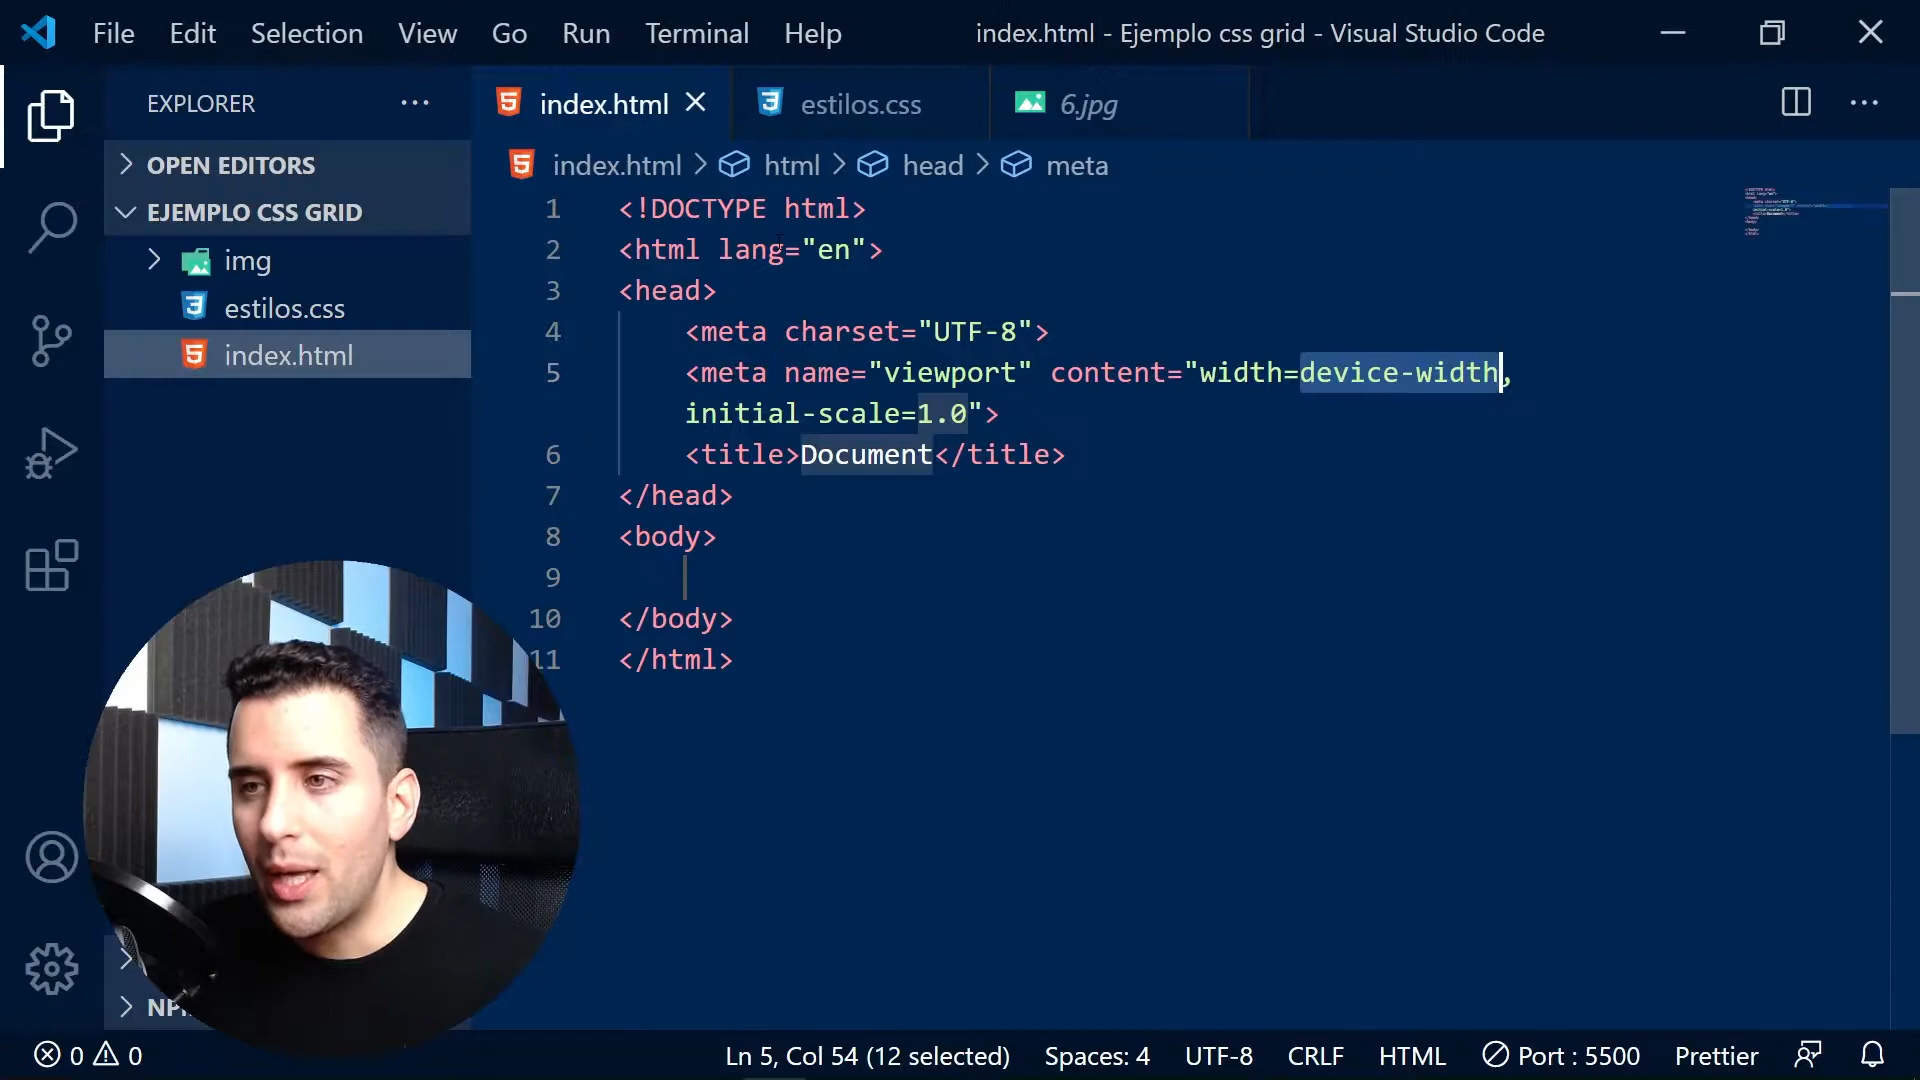 File Edit Selection View Go Run Terminal Help index.html - Ejemplo css grid - Visual Studio Code
EXPLORER
OPEN EDITORS
EJEMPLO CSS GRID
img
estilos.css
index.html
index.html estilos.css 6.jpg
index.html > html > head > meta
1 <!DOCTYPE html>
2 <html lang="en">
3 <head>
4 <meta charset="UTF-8">
5 <meta name="viewport" content="width=device-width,
initial-scale=1.0">
6 <title>Document</title>
7 </head>
8 <body>
9
10 </body>
11 </html>
0 0 Ln 5, Col 54 (12 selected) Spaces: 4 UTF-8 CRLF HTML Port : 5500 Prettier